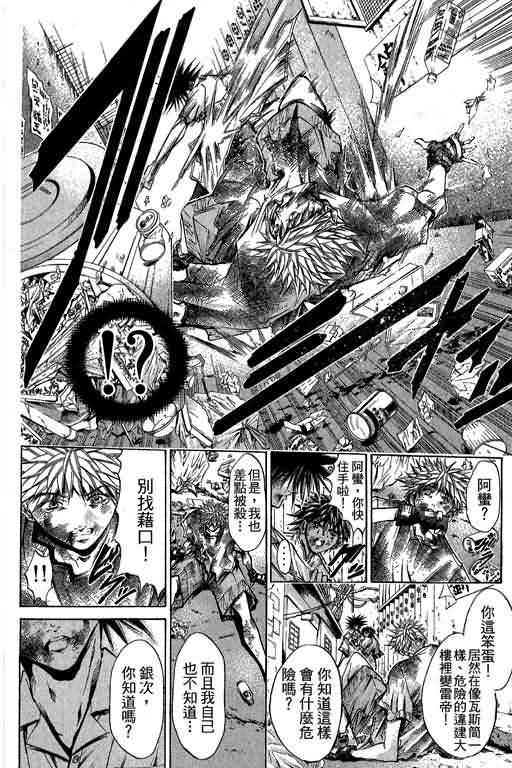 !?
阿蠻?
阿蠻,你快
住手啦!
…
但是,我也
差點被殺…
別找藉口!
!!
你這笨蛋!
居然在像瓦斯筒一
樣、危險的違建大
樓裡變雷帝!
你知道這樣
會有什麼危
險嗎?
而且我自己
也不知道…
銀次,
你知道嗎?